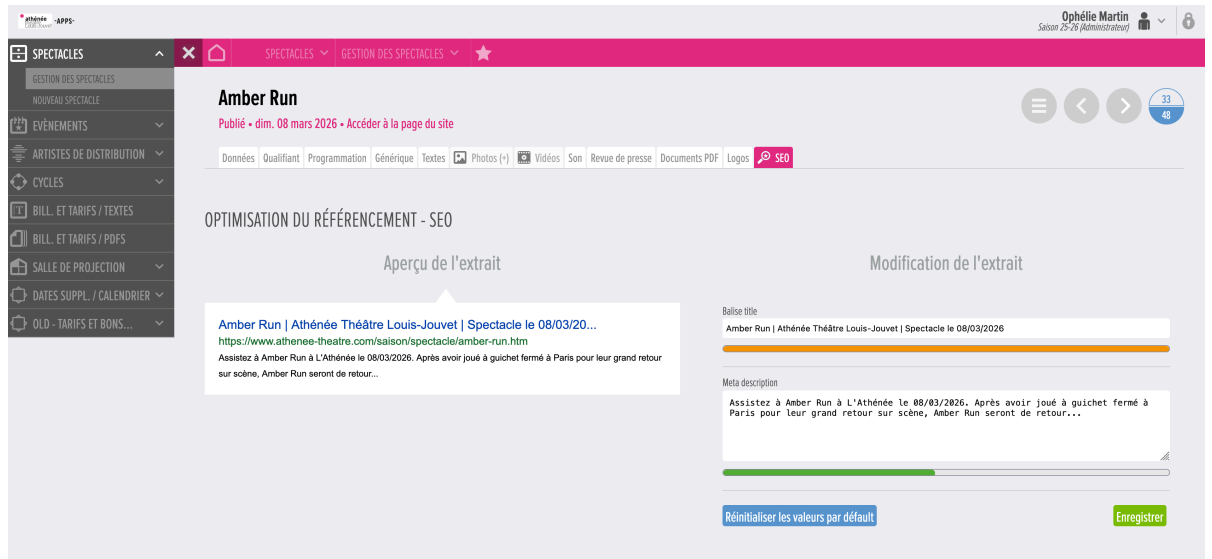 athénée
-APPS-
Ophélie Martin
Saison 25-26 (Administrateur)
SPECTACLES
GESTION DES SPECTACLES
NOUVEAU SPECTACLE
EVÈNEMENTS
ARTISTES DE DISTRIBUTION
CYCLES
BILL. ET TARIFS / TEXTES
BILL. ET TARIFS / PDFS
SALLE DE PROJECTION
DATES SUPPL. / CALENDRIER
OLD - TARIFS ET BONS...
SPECTACLES GESTION DES SPECTACLES
Amber Run
Publié • dim. 08 mars 2026 • Accéder à la page du site
33
48
Données Qualifiant Programmation Générique Textes Photos (+) Vidéos Son Revue de presse Documents PDF Logos SEO
OPTIMISATION DU RÉFÉRENCEMENT - SEO
Aperçu de l'extrait
Amber Run | Athénée Théâtre Louis-Jouvet | Spectacle le 08/03/20...
https://www.athenee-theatre.com/saison/spectacle/amber-run.htm
Assistez à Amber Run à L'Athénée le 08/03/2026. Après avoir joué à guichet fermé à Paris pour leur grand retour
sur scène, Amber Run seront de retour...
Modification de l'extrait
Balise title
Amber Run | Athénée Théâtre Louis-Jouvet | Spectacle le 08/03/2026
Meta description
Assistez à Amber Run à L'Athénée le 08/03/2026. Après avoir joué à guichet fermé à
Paris pour leur grand retour sur scène, Amber Run seront de retour...
Réinitialiser les valeurs par défault
Enregistrer